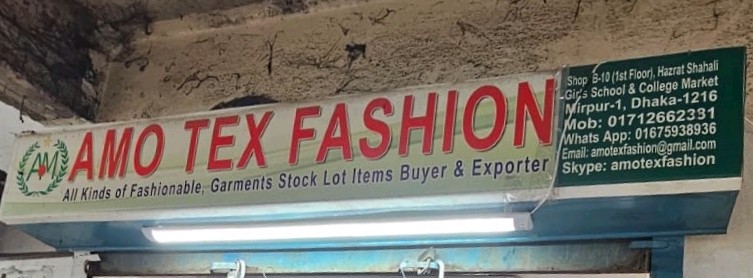 AM
AMO TEX FASHION
All Kinds of Fashionable, Garments Stock Lot Items Buyer & Exporter
Shop B-10 (1st Floor), Hazrat Shahali
Girl's School & College Market
Mirpur-1, Dhaka-1216
Mob: 01712662331
Whats App: 01675938936
Email: amotexfashion@gmail.com
Skype: amotexfashion